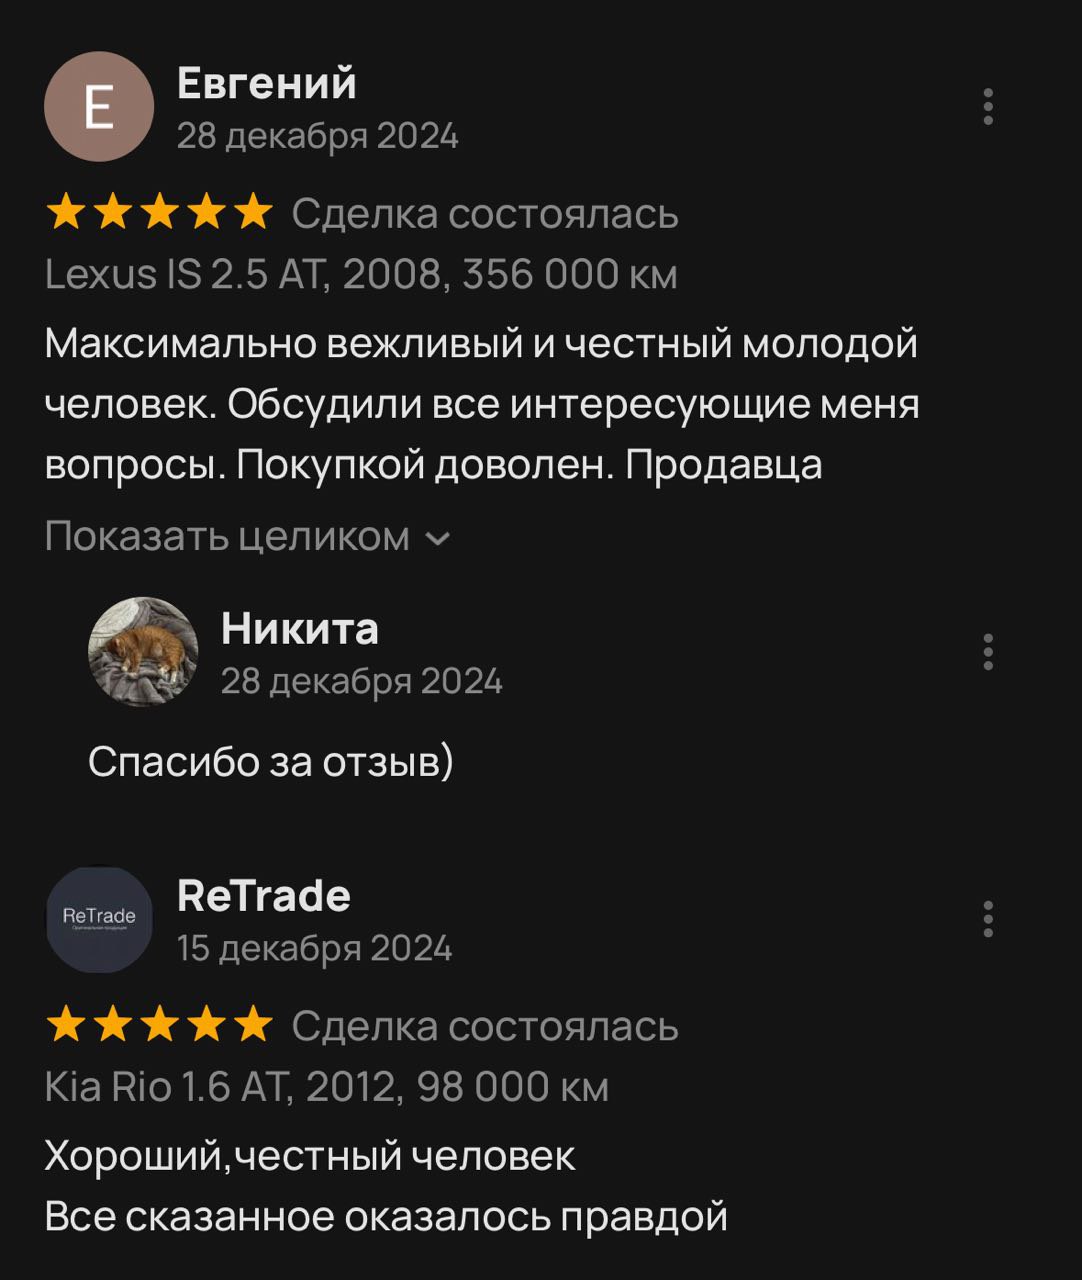 Е
Евгений
28 декабря 2024
Сделка состоялась
Lexus IS 2.5 AT, 2008, 356 000 км
Максимально вежливый и честный молодой
человек. Обсудили все интересующие меня
вопросы. Покупкой доволен. Продавца
Показать целиком
Никита
28 декабря 2024
Спасибо за отзыв)
ReTrade
Оригинальная продукция
ReTrade
15 декабря 2024
Сделка состоялась
Kia Rio 1.6 AT, 2012, 98 000 км
Хороший,честный человек
Все сказанное оказалось правдой